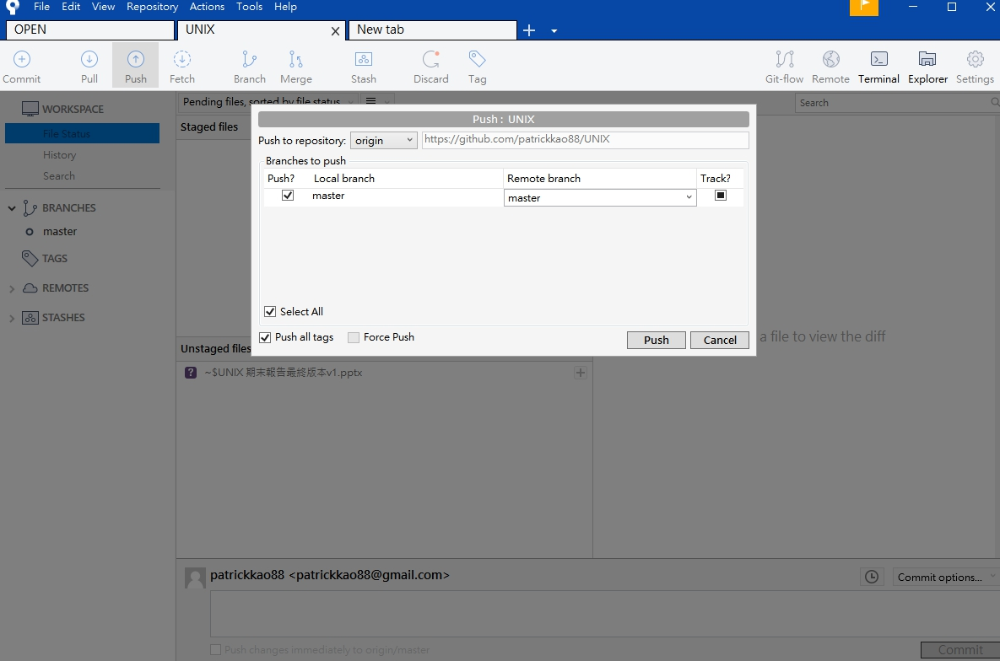 File Edit View Repository Actions Tools Help
OPEN UNIX New tab
Commit Pull Push Fetch Branch Merge Stash Discard Tag Git-flow Remote Terminal Explorer Settings
Pending files, sorted by file status Search
WORKSPACE
File Status
History
Search
BRANCHES
master
TAGS
REMOTES
STASHES
Staged files
Push : UNIX
Push to repository: origin https://github.com/patrickkao88/UNIX
Branches to push
Push? Local branch Remote branch Track?
master master
Select All
Push all tags Force Push Push Cancel
a file to view the diff
Unstaged files
? ~$UNIX 期末報告最終版本v1.pptx
patrickkao88 <patrickkao88@gmail.com> Commit options...
Push changes immediately to origin/master Commit